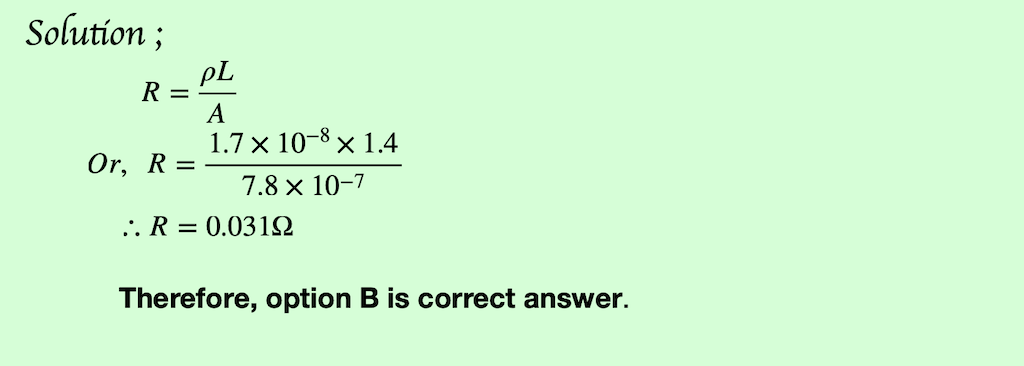 Solution ;
R = ρL / A
Or, R = 1.7 × 10⁻⁸ × 1.4 / 7.8 × 10⁻⁷
∴ R = 0.031Ω
Therefore, option B is correct answer.